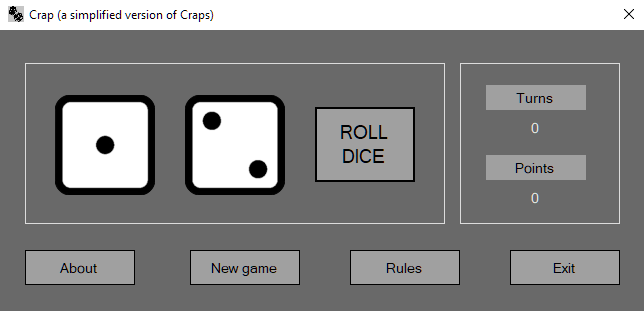 Crap (a simplified version of Craps)
ROLL
DICE
Turns
0
Points
0
About
New game
Rules
Exit